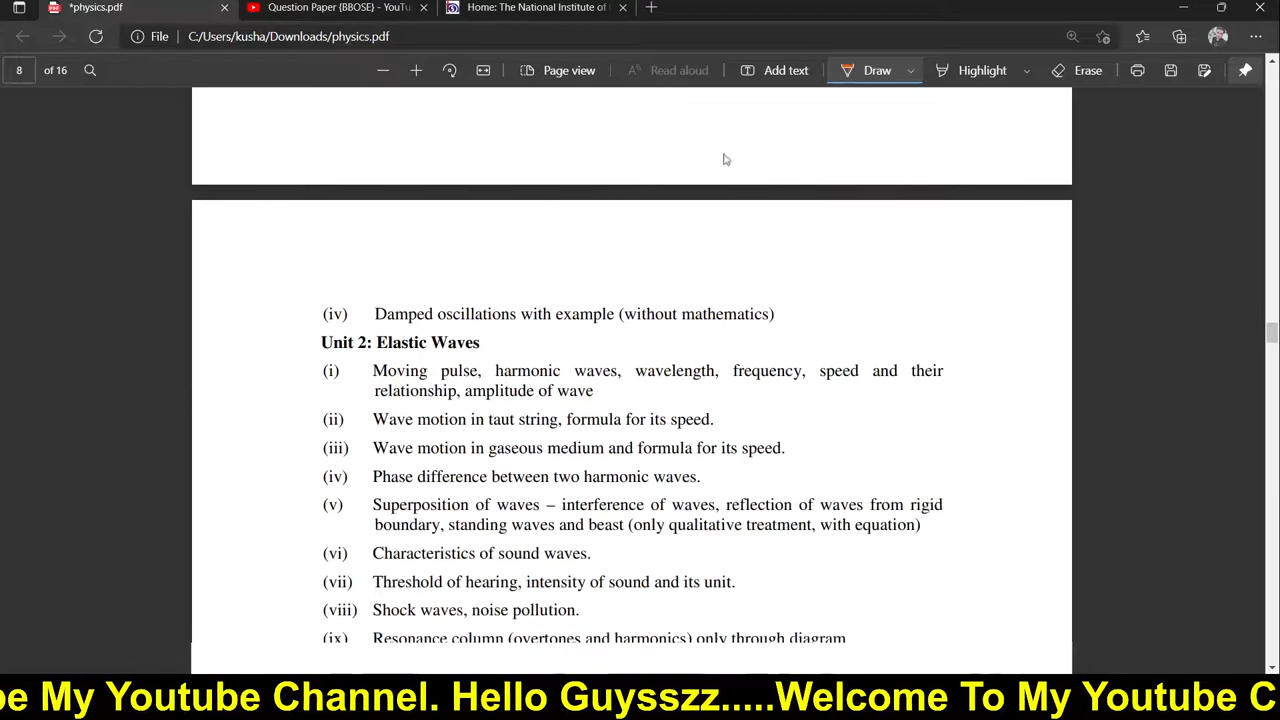 *physics.pdf
Question Paper {BBOSE} - YouTu
Home: The National Institute of
File C:/Users/kusha/Downloads/physics.pdf
8 of 16 Page view Read aloud Add text Draw Highlight Erase
(iv) Damped oscillations with example (without mathematics)
Unit 2: Elastic Waves
(i) Moving pulse, harmonic waves, wavelength, frequency, speed and their
relationship, amplitude of wave
(ii) Wave motion in taut string, formula for its speed.
(iii) Wave motion in gaseous medium and formula for its speed.
(iv) Phase difference between two harmonic waves.
(v) Superposition of waves – interference of waves, reflection of waves from rigid
boundary, standing waves and beast (only qualitative treatment, with equation)
(vi) Characteristics of sound waves.
(vii) Threshold of hearing, intensity of sound and its unit.
(viii) Shock waves, noise pollution.
(ix) Resonance column (overtones and harmonics) only through diagram
be My Youtube Channel. Hello Guysszz.....Welcome To My Youtube C